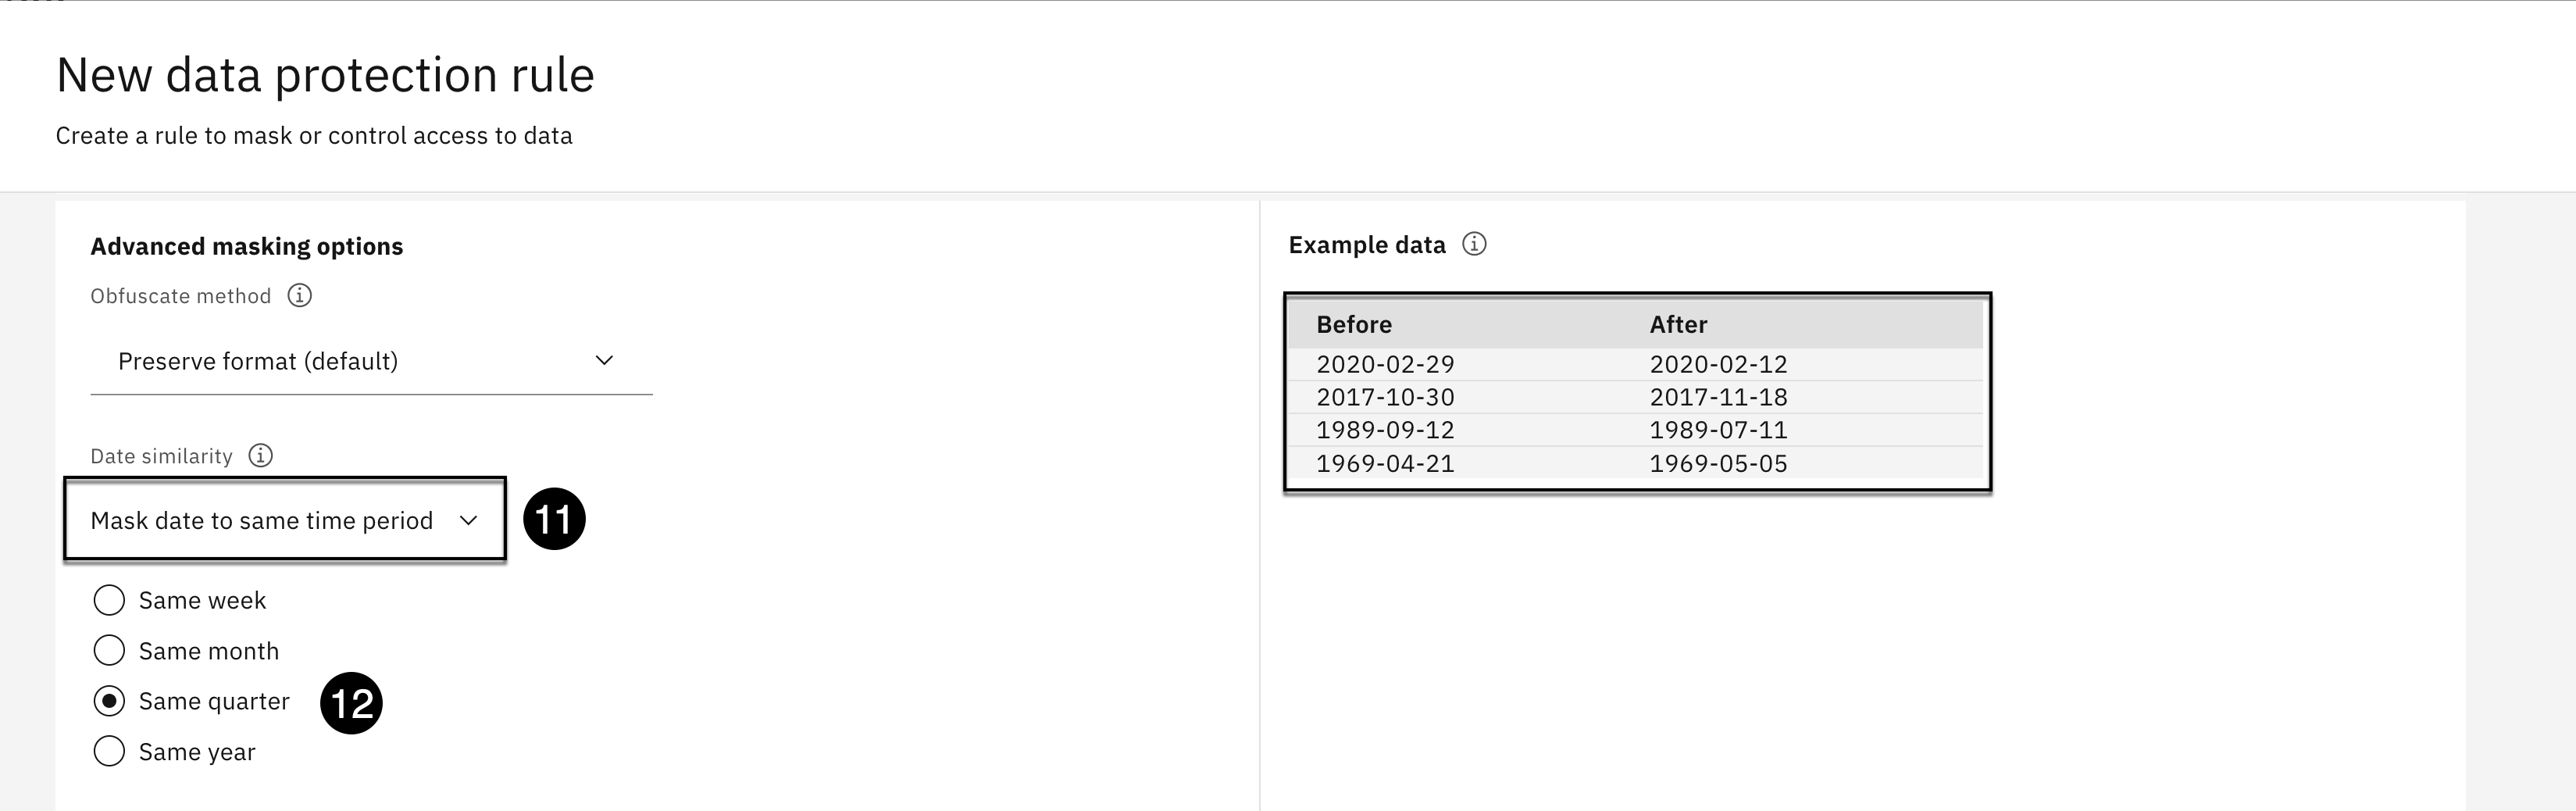 New data protection rule
Create a rule to mask or control access to data
Advanced masking options
Obfuscate method
Preserve format (default)
Date similarity
Mask date to same time period
11
Same week
Same month
Same quarter
12
Same year
Example data
Before After
2020-02-29 2020-02-12
2017-10-30 2017-11-18
1989-09-12 1989-07-11
1969-04-21 1969-05-05